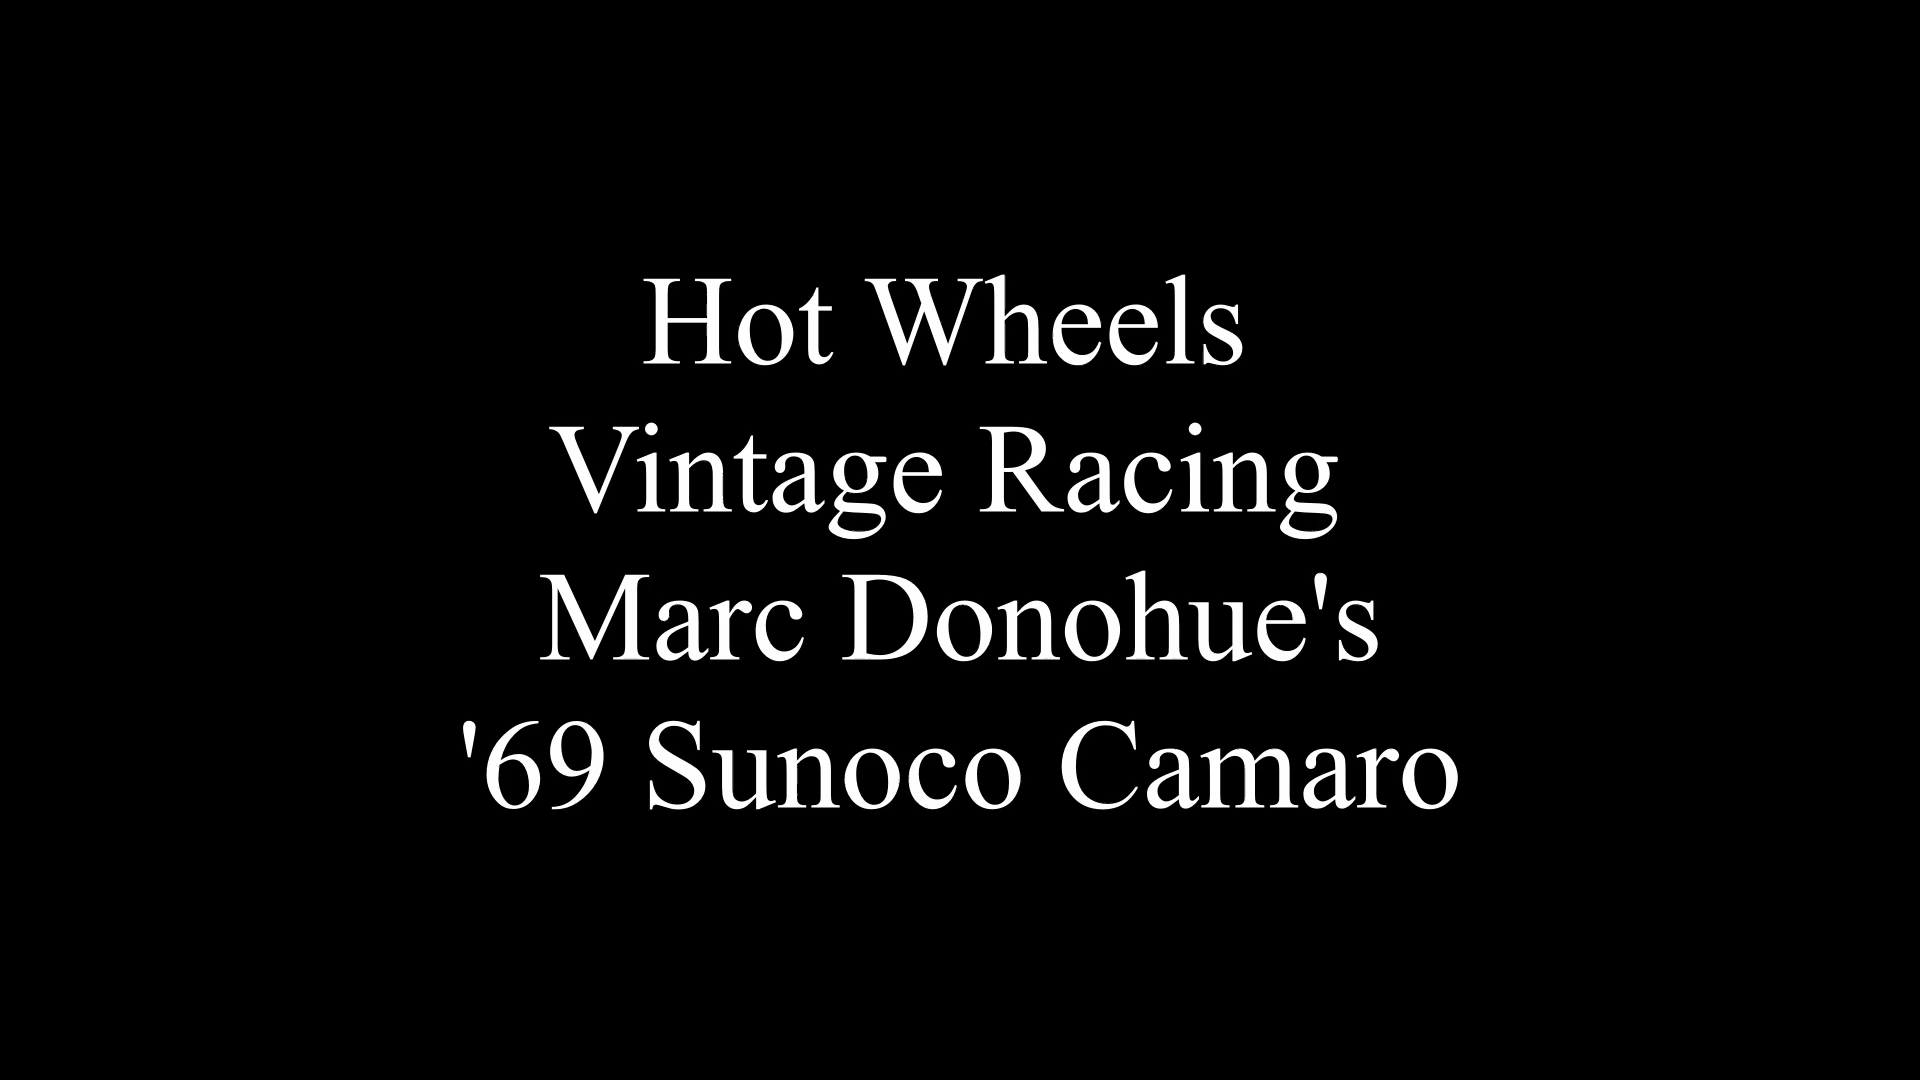 Hot Wheels
Vintage Racing
Marc Donohue's
'69 Sunoco Camaro